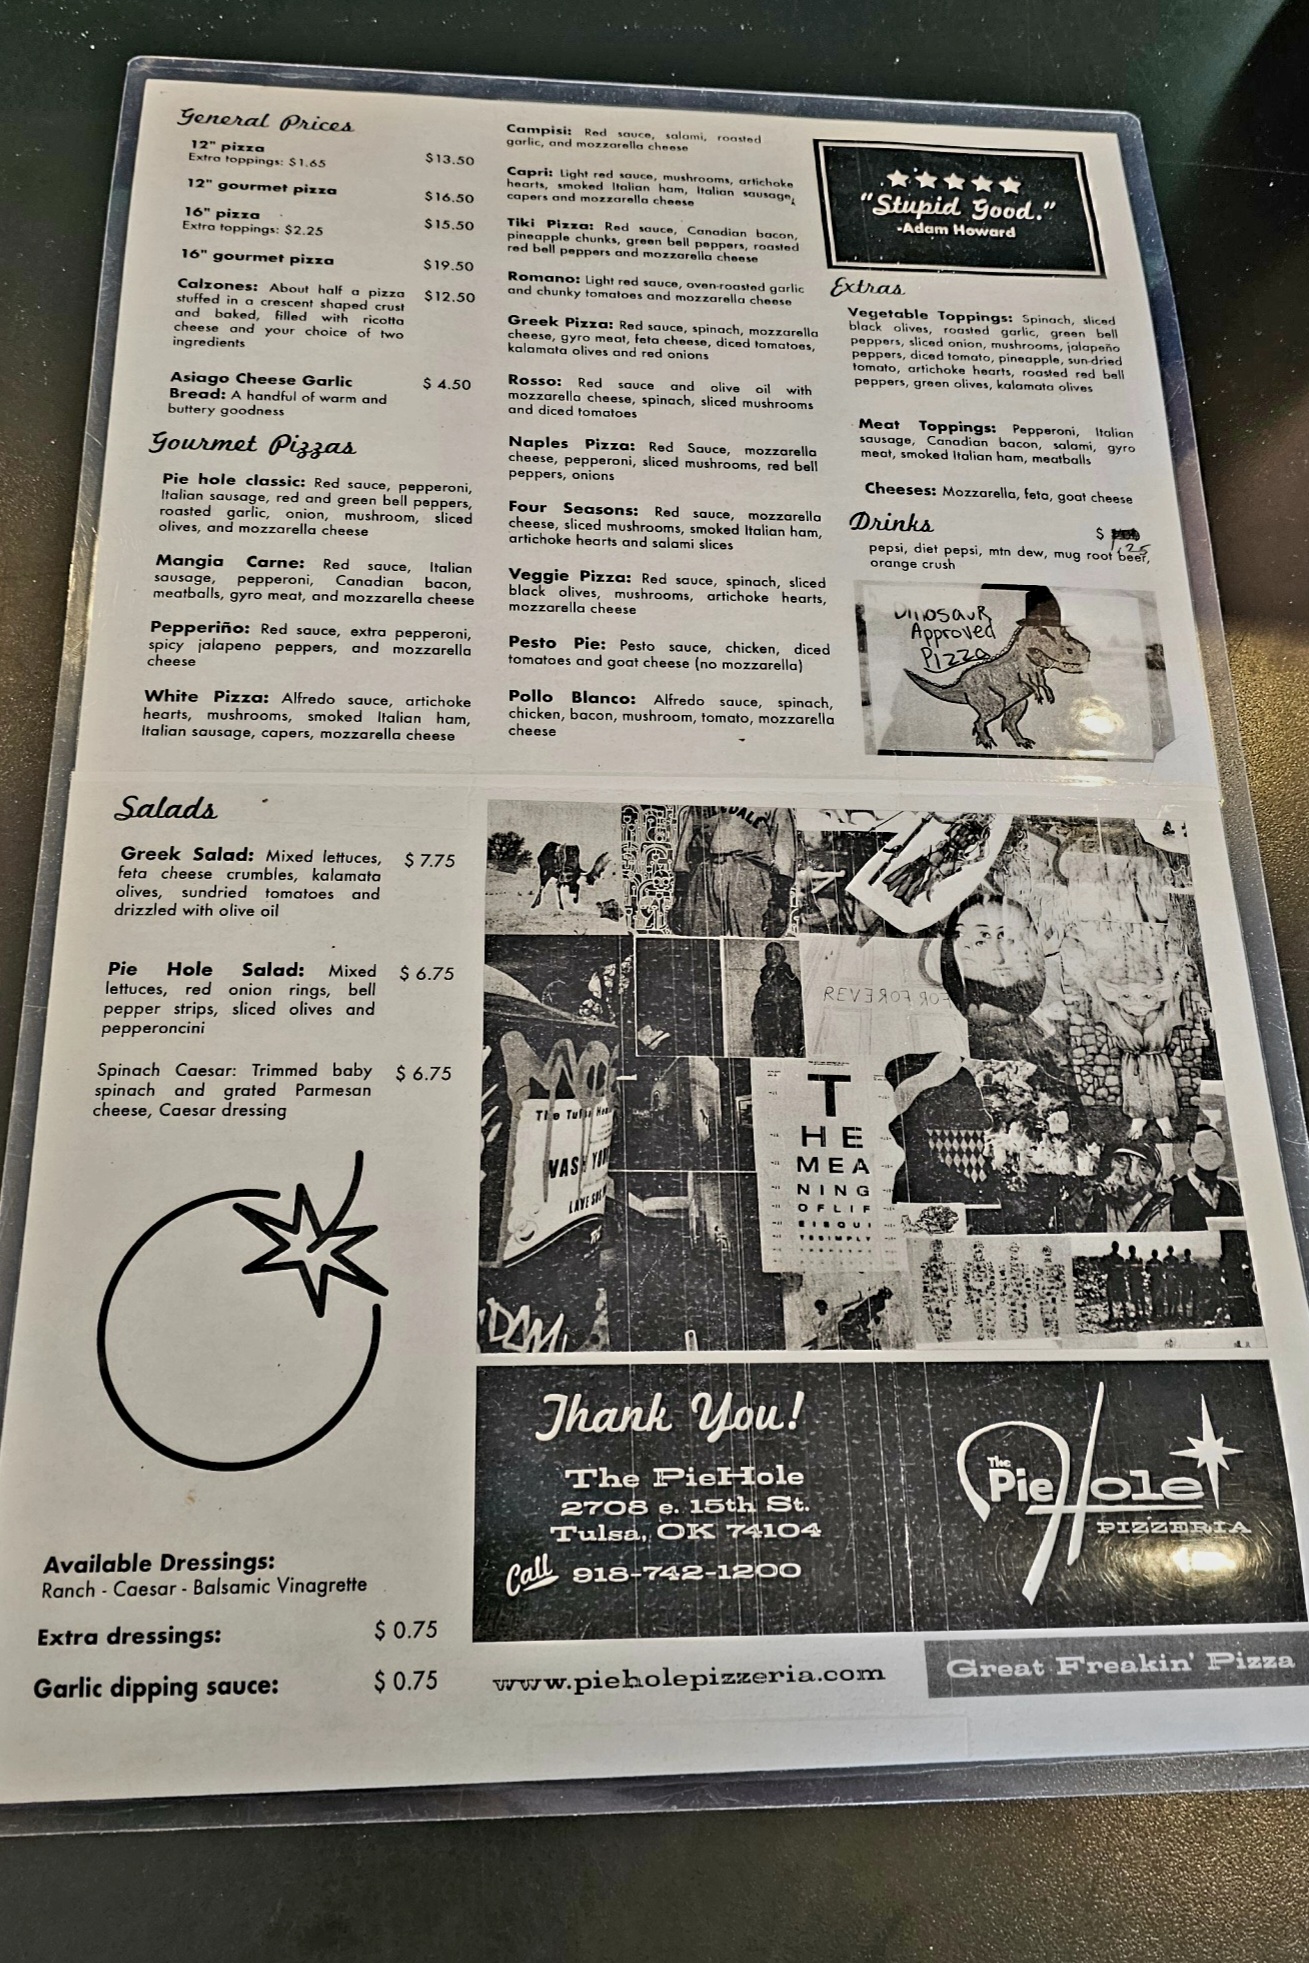 General Prices
12" pizza
Extra toppings: $1.65
$13.50
12" gourmet pizza
$16.50
16" pizza
Extra toppings: $2.25
$15.50
16" gourmet pizza
$19.50
Calzones: About half a pizza
stuffed in a crescent shaped crust
and baked, filled with ricotta
cheese and your choice of two
ingredients
$12.50
Asiago Cheese Garlic
Bread: A handful of warm and
buttery goodness
$ 4.50
Gourmet Pizzas
Pie hole classic: Red sauce, pepperoni,
Italian sausage, red and green bell peppers,
roasted garlic, onion, mushroom, sliced
olives, and mozzarella cheese
Mangia Carne: Red sauce, Italian
sausage, pepperoni, Canadian bacon,
meatballs, gyro meat, and mozzarella cheese
Pepperiño: Red sauce, extra pepperoni,
spicy jalapeno peppers, and mozzarella
cheese
White Pizza: Alfredo sauce, artichoke
hearts, mushrooms, smoked Italian ham,
Italian sausage, capers, mozzarella cheese
Campisi: Red sauce, salami, roasted
garlic, and mozzarella cheese
Capri: Light red sauce, mushrooms, artichoke
hearts, smoked Italian ham, Italian sausage,
capers and mozzarella cheese
Tiki Pizza: Red sauce, Canadian bacon,
pineapple chunks, green bell peppers, roasted
red bell peppers and mozzarella cheese
Romano: Light red sauce, oven-roasted garlic
and chunky tomatoes and mozzarella cheese
Greek Pizza: Red sauce, spinach, mozzarella
cheese, gyro meat, feta cheese, diced tomatoes,
kalamata olives and red onions
Rosso: Red sauce and olive oil with
mozzarella cheese, spinach, sliced mushrooms
and diced tomatoes
Naples Pizza: Red Sauce, mozzarella
cheese, pepperoni, sliced mushrooms, red bell
peppers, onions
Four Seasons: Red sauce, mozzarella
cheese, sliced mushrooms, smoked Italian ham,
artichoke hearts and salami slices
Veggie Pizza: Red sauce, spinach, sliced
black olives, mushrooms, artichoke hearts,
mozzarella cheese
Pesto Pie: Pesto sauce, chicken, diced
tomatoes and goat cheese (no mozzarella)
Pollo Blanco: Alfredo sauce, spinach,
chicken, bacon, mushroom, tomato, mozzarella
cheese
"Stupid Good."
-Adam Howard
Extras
Vegetable Toppings: Spinach, sliced
black olives, roasted garlic, green bell
peppers, sliced onion, mushrooms, jalapeño
peppers, diced tomato, pineapple, sun-dried
tomato, artichoke hearts, roasted red bell
peppers, green olives, kalamata olives
Meat Toppings: Pepperoni, Italian
sausage, Canadian bacon, salami, gyro
meat, smoked Italian ham, meatballs
Cheeses: Mozzarella, feta, goat cheese
Drinks
$
pepsi, diet pepsi, mtn dew, mug root beer,
orange crush
Dinosaur
Approved
Pizza
Salads
Greek Salad: Mixed lettuces,
feta cheese crumbles, kalamata
olives, sundried tomatoes and
drizzled with olive oil
$ 7.75
Pie Hole Salad: Mixed
lettuces, red onion rings, bell
pepper strips, sliced olives and
pepperoncini
$ 6.75
Spinach Caesar: Trimmed baby
spinach and grated Parmesan
cheese, Caesar dressing
$ 6.75
Available Dressings:
Ranch - Caesar - Balsamic Vinagrette
Extra dressings: $ 0.75
Garlic dipping sauce: $ 0.75
DALE
FOR FOREVER
The Tulsa
WASH YOUR
T
HE
MEA
NING
OFLIF
EISQUI
TESIMPLY
Thank You!
The PieHole
2708 e. 15th St.
Tulsa, OK 74104
Call 918-742-1200
The
PieHole
PIZZERIA
www.pieholepizzeria.com
Great Freakin' Pizza